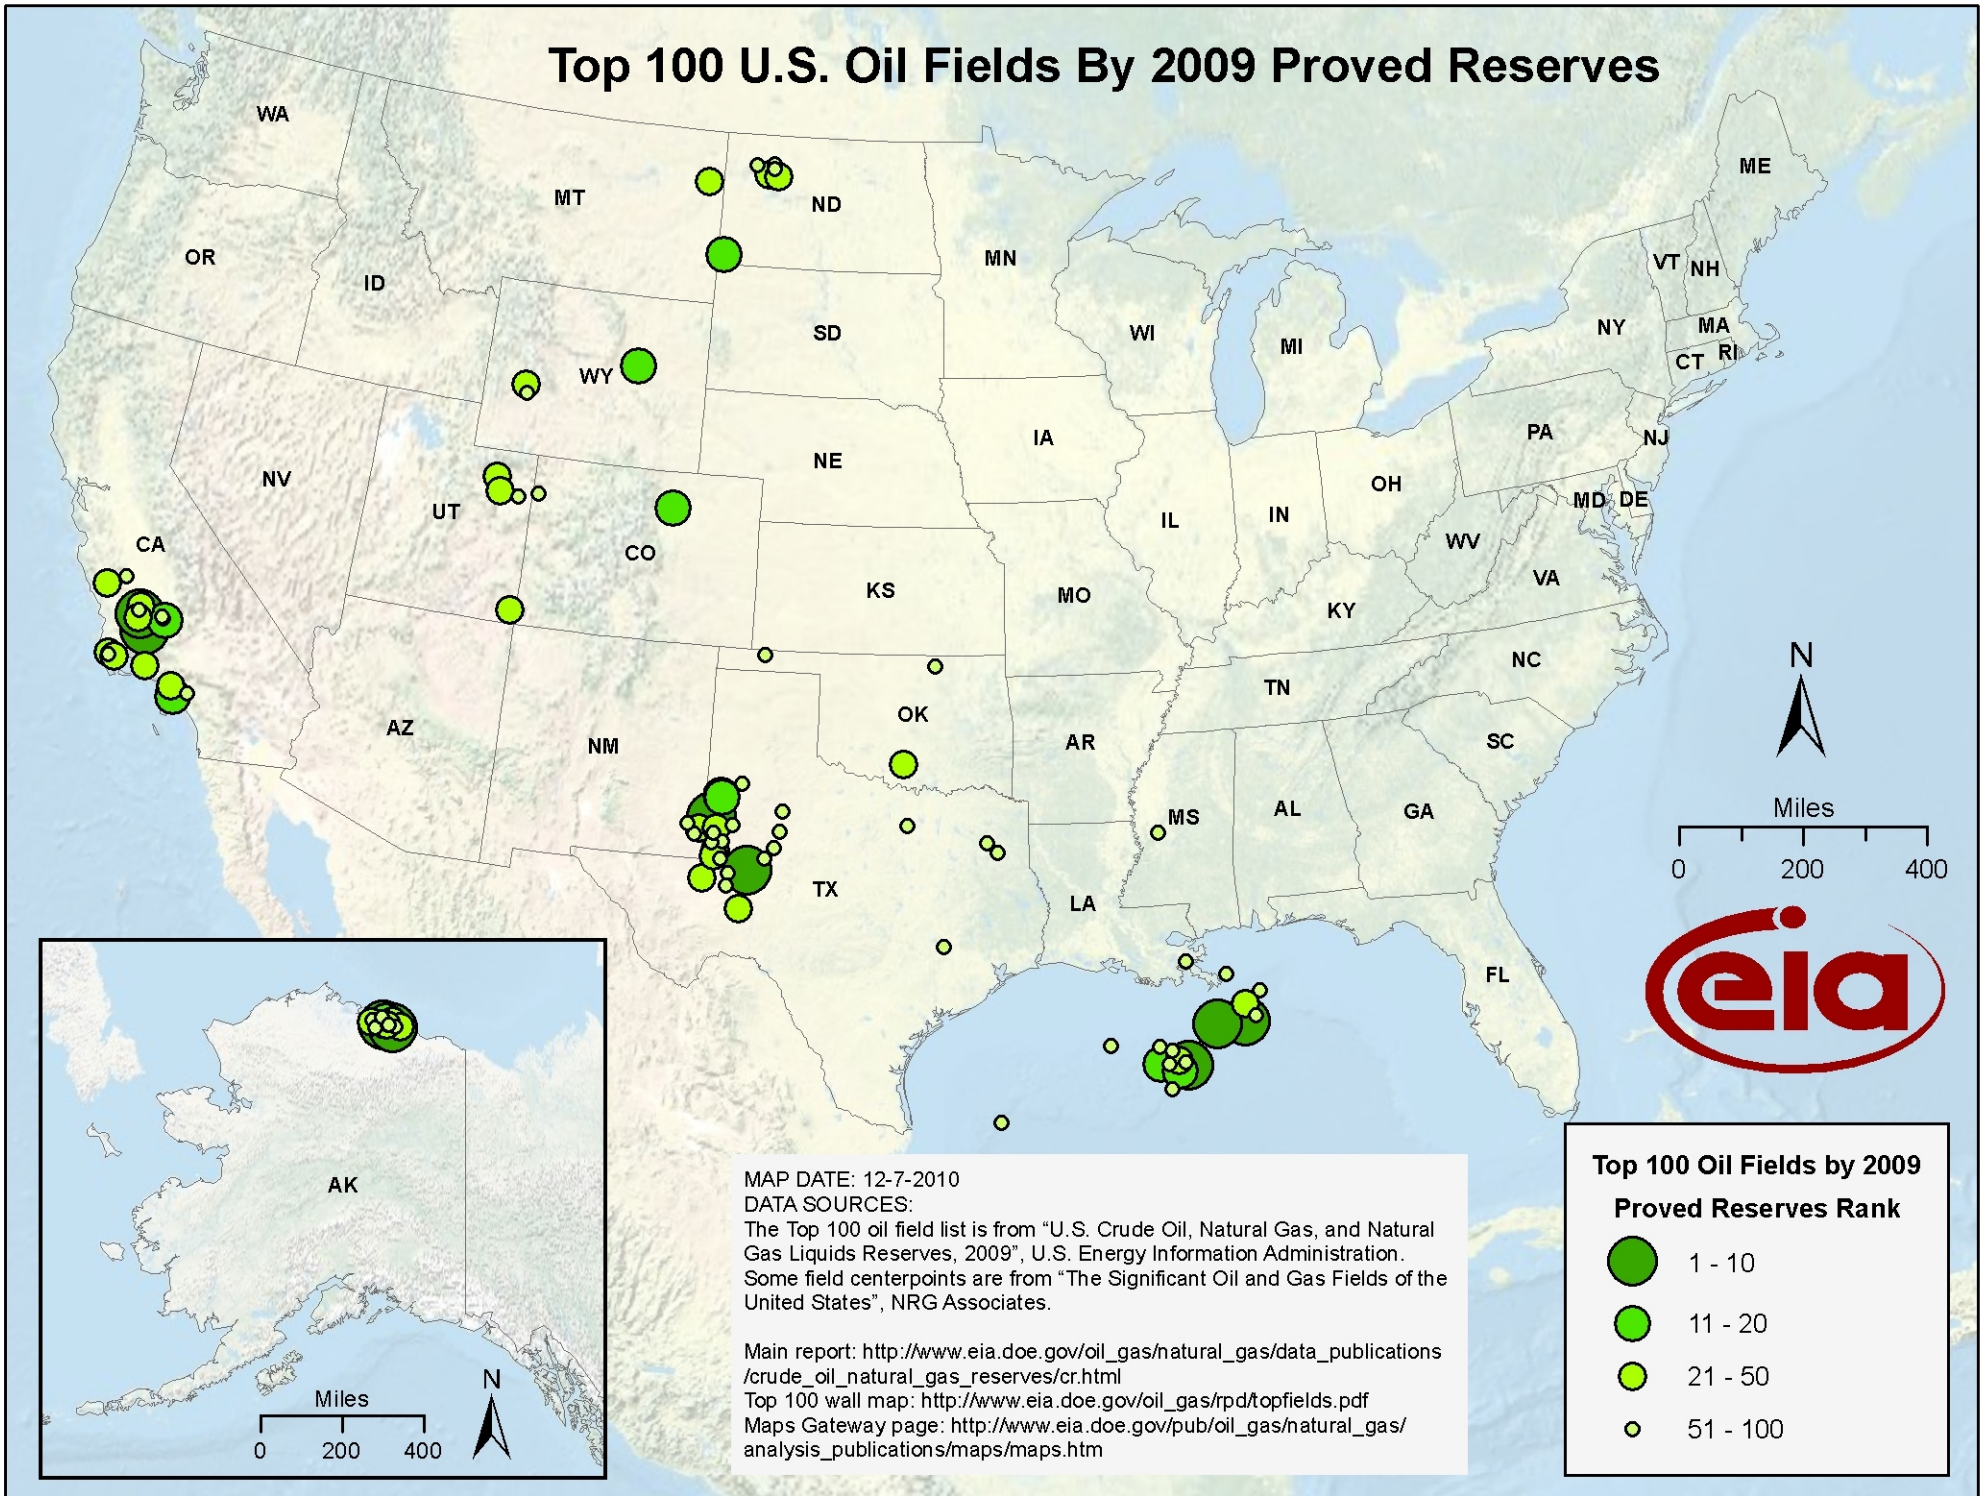 Top 100 U.S. Oil Fields By 2009 Proved Reserves
WA
ME
MT
ND
OR
MN
VT
NH
ID
SD
WI
NY
MA
MI
CT
RI
WY
IA
PA
NJ
NE
NV
OH
MD
DE
UT
IL
IN
CA
CO
WV
VA
KS
MO
KY
NC
TN
N
AZ
NM
OK
AR
SC
MS
AL
GA
Miles
0
200
400
TX
LA
FL
eia
AK
N
Miles
0
200
400
MAP DATE: 12-7-2010
DATA SOURCES:
The Top 100 oil field list is from “U.S. Crude Oil, Natural Gas, and Natural
Gas Liquids Reserves, 2009”, U.S. Energy Information Administration.
Some field centerpoints are from “The Significant Oil and Gas Fields of the
United States”, NRG Associates.
Main report: http://www.eia.doe.gov/oil_gas/natural_gas/data_publications
/crude_oil_natural_gas_reserves/cr.html
Top 100 wall map: http://www.eia.doe.gov/oil_gas/rpd/topfields.pdf
Maps Gateway page: http://www.eia.doe.gov/pub/oil_gas/natural_gas/
analysis_publications/maps/maps.htm
Top 100 Oil Fields by 2009
Proved Reserves Rank
1 - 10
11 - 20
21 - 50
51 - 100